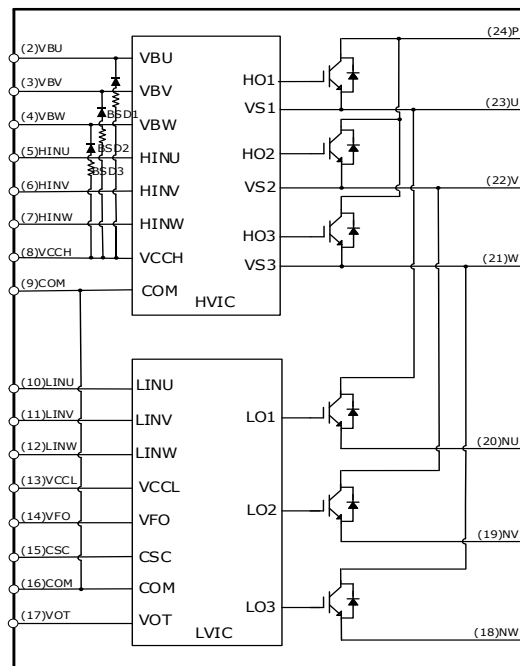 (2)VBU
(3)VBV
(4)VBW
(5)HINU
(6)HINV
(7)HINW
(8)VCCH
(9)COM
VBU
VBV
VBW
HINU
HINV
HINW
VCCH
COM
BSD1
BSD2
BSD3
HO1
VS1
HO2
VS2
HO3
VS3
HVIC
(24)P
(23)U
(22)V
(21)W
(10)LINU
(11)LINV
(12)LINW
(13)VCCL
(14)VFO
(15)CSC
(16)COM
(17)VOT
LINU
LINV
LINW
VCCL
VFO
CSC
COM
VOT
LO1
LO2
LO3
LVIC
(20)NU
(19)NV
(18)NW